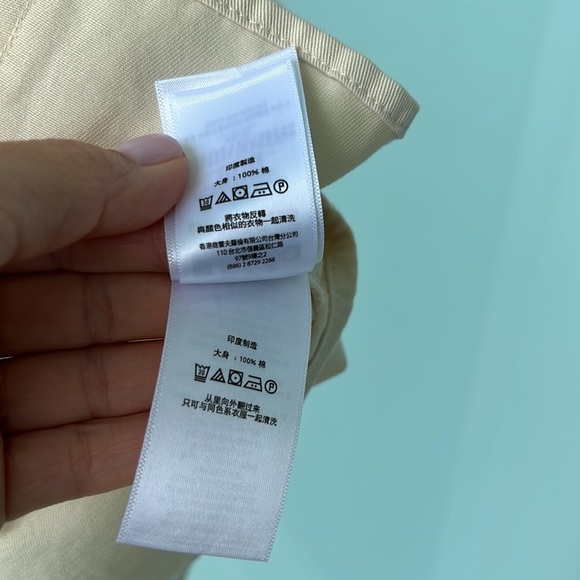 印度製造
大身 : 100% 棉
30 P
將衣物反轉
與顏色相似的衣物一起清洗
香港商雷夫羅倫有限公司台灣分公司
110 台北市信義區松仁路
97號9樓之2
(886) 2 8729 2288
印度制造
大身 : 100% 棉
30 P
从里向外翻过来
只可与同色系衣服一起清洗